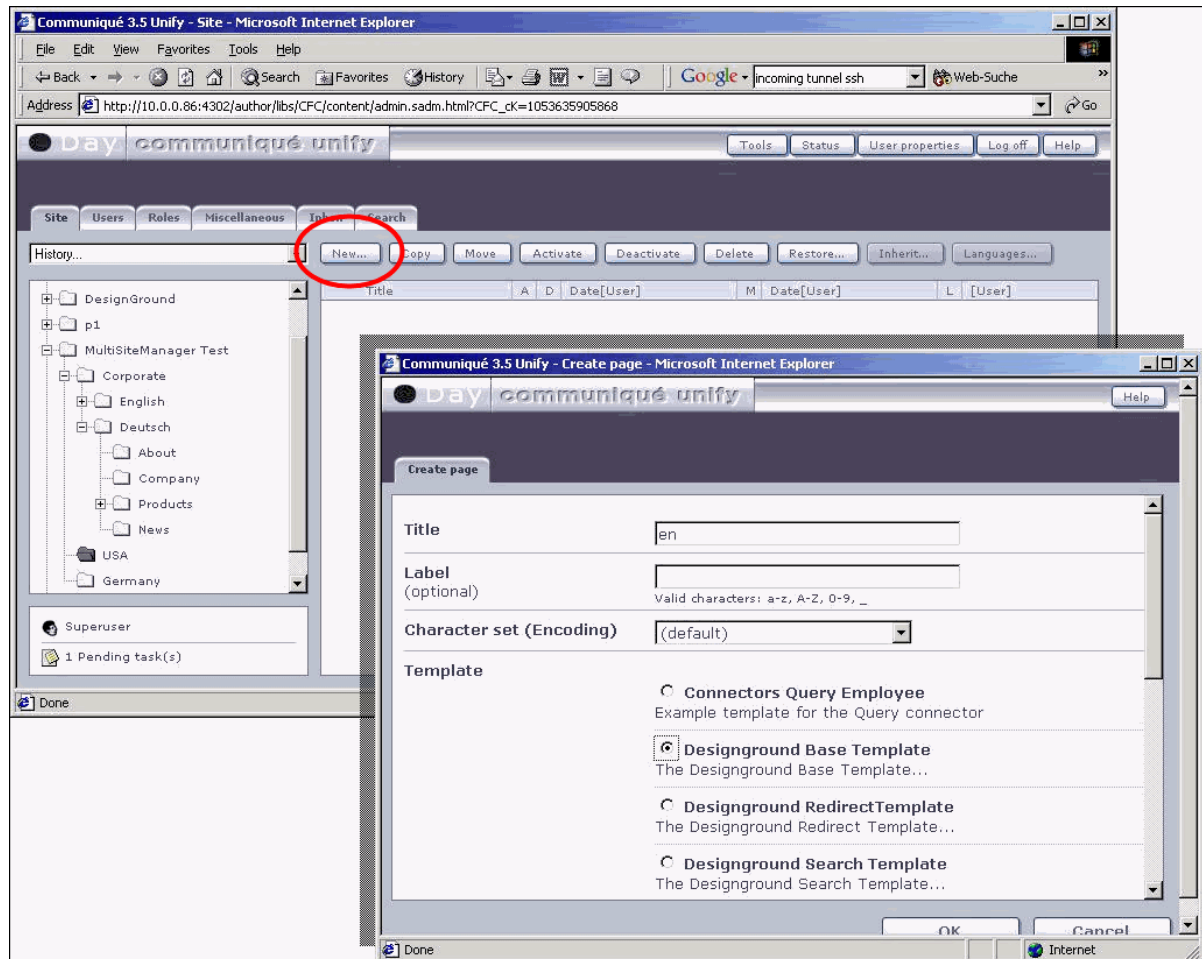 Communiqué 3.5 Unify - Site - Microsoft Internet Explorer
File Edit View Favorites Tools Help
Back Search Favorites History Google incoming tunnel ssh Web-Suche »
Address http://10.0.0.86:4302/author/libs/CFC/content/admin.sadm.html?CFC_cK=1053635905868 Go
Day communiqué unify Tools Status User properties Log off Help
Site Users Roles Miscellaneous Search
History... New... Copy Move Activate Deactivate Delete Restore... Inherit... Languages...
Title A D Date[User] M Date[User] L [User]
DesignGround
p1
MultiSiteManager Test
Corporate
English
Deutsch
About
Company
Products
News
USA
Germany
Superuser
1 Pending task(s)
Done
Communiqué 3.5 Unify - Create page - Microsoft Internet Explorer
Day communiqué unify Help
Create page
Title en
Label
(optional)
Valid characters: a-z, A-Z, 0-9, _
Character set (Encoding) (default)
Template
Connectors Query Employee
Example template for the Query connector
Designground Base Template
The Designground Base Template...
Designground RedirectTemplate
The Designground Redirect Template...
Designground Search Template
The Designground Search Template...
OK Cancel
Done Internet